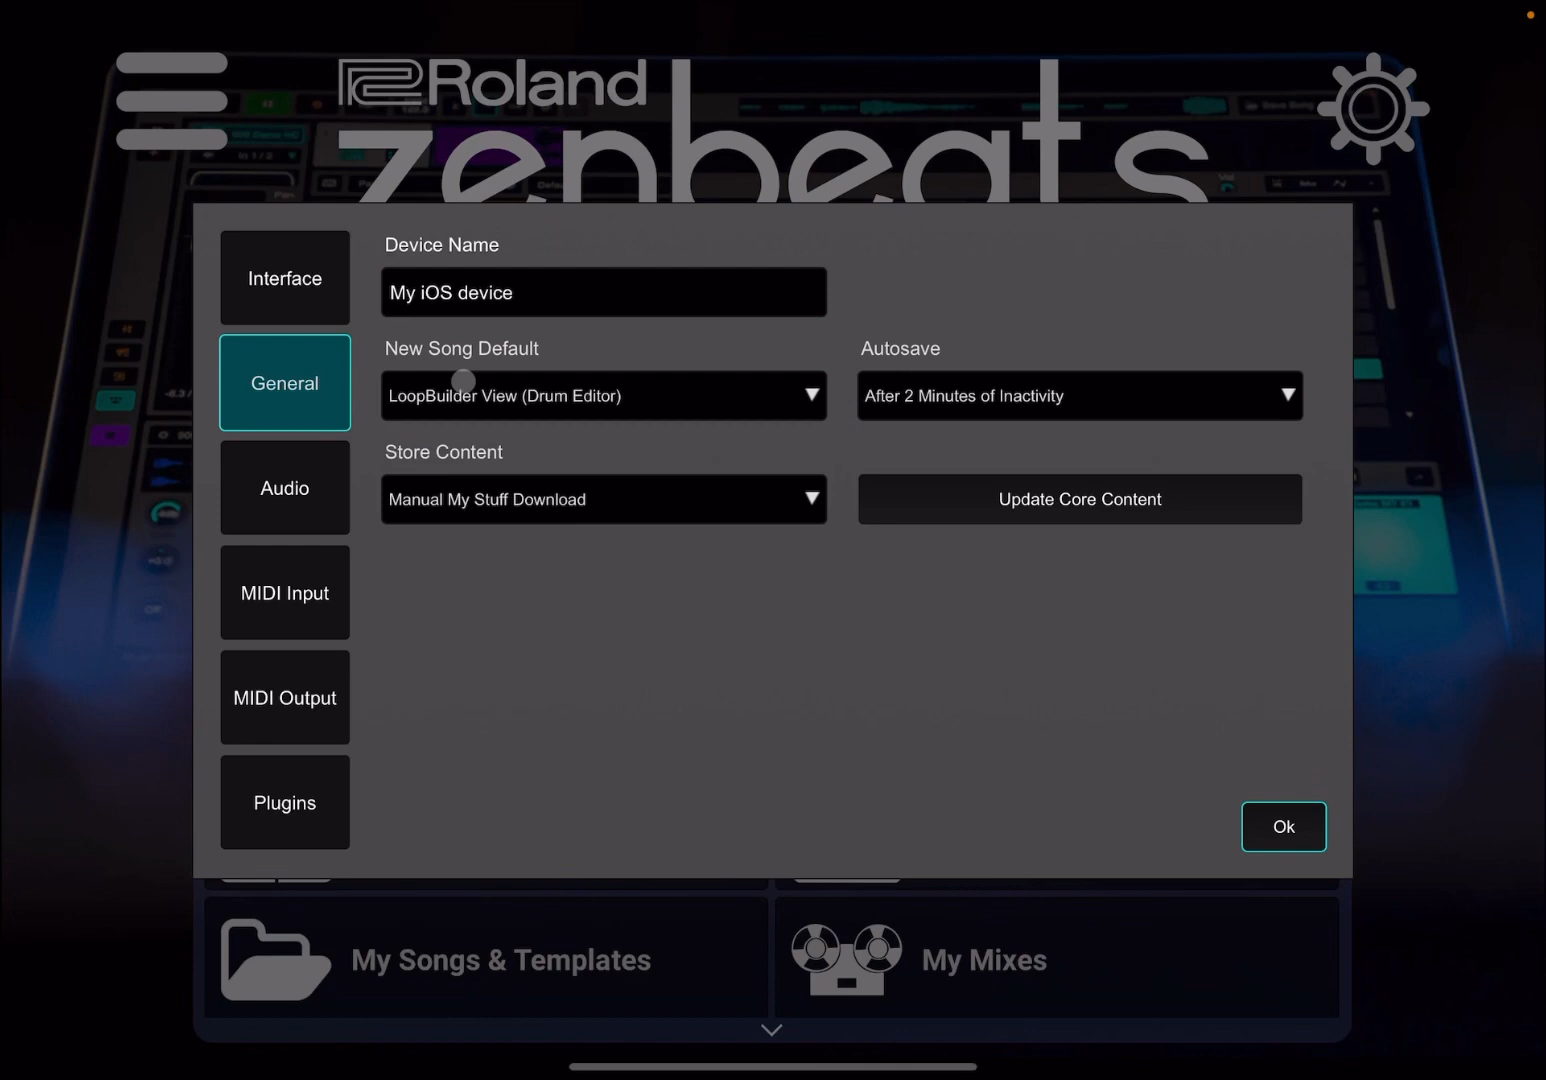 Roland
zenbeats
Interface
General
Audio
MIDI Input
MIDI Output
Plugins
Device Name
My iOS device
New Song Default
LoopBuilder View (Drum Editor)
Autosave
After 2 Minutes of Inactivity
Store Content
Manual My Stuff Download
Update Core Content
Ok
My Songs & Templates
My Mixes